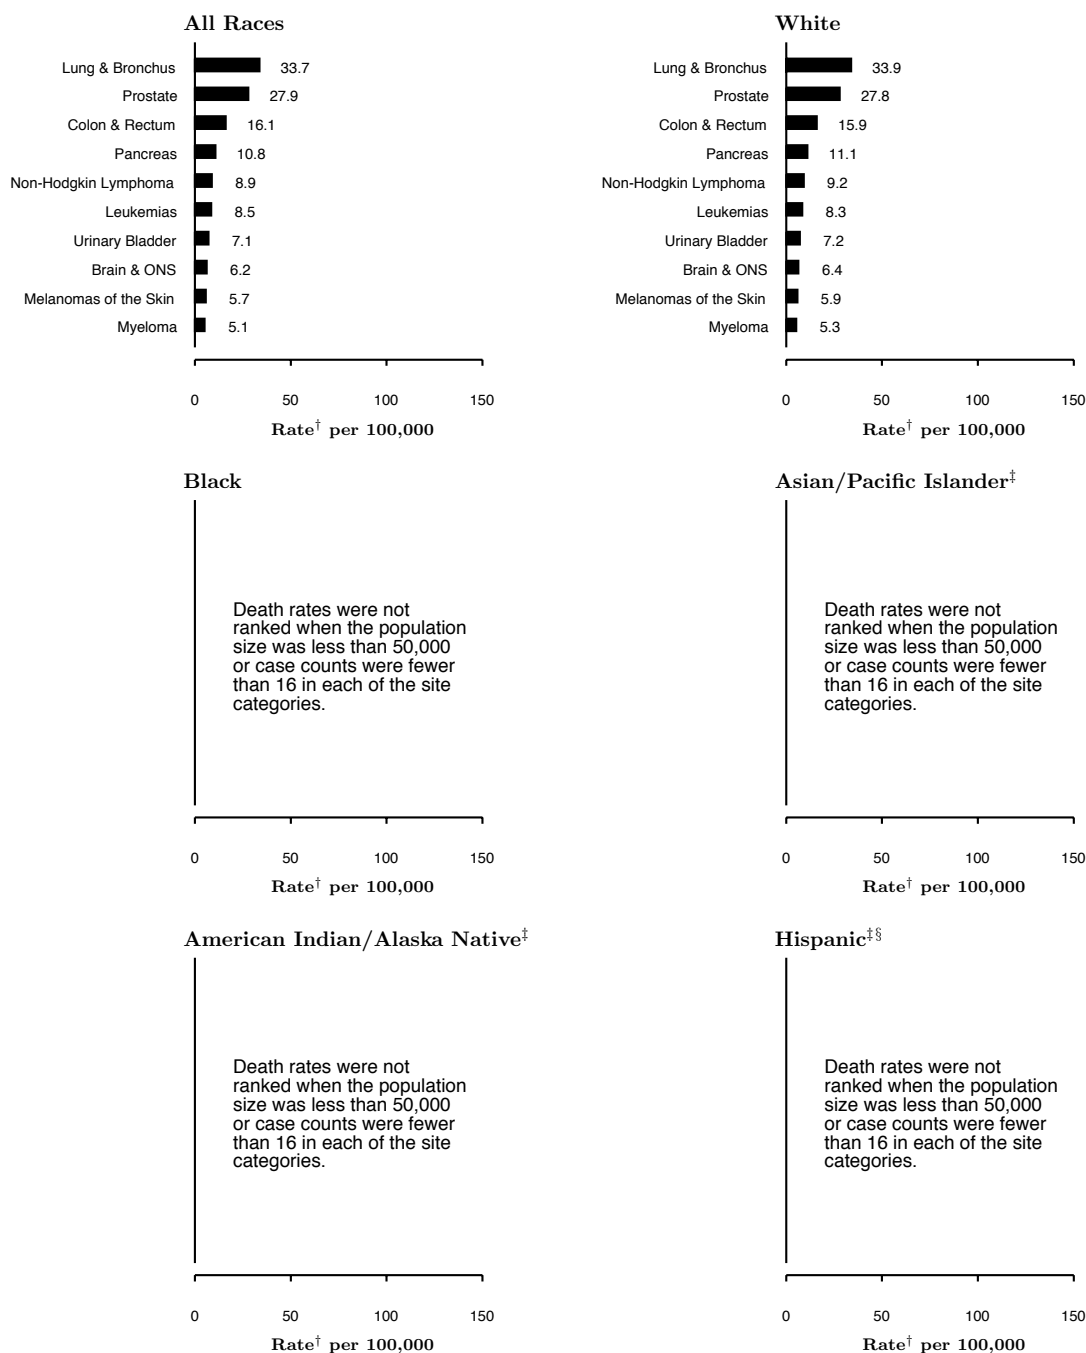 All Races
Lung & Bronchus 33.7
Prostate 27.9
Colon & Rectum 16.1
Pancreas 10.8
Non-Hodgkin Lymphoma 8.9
Leukemias 8.5
Urinary Bladder 7.1
Brain & ONS 6.2
Melanomas of the Skin 5.7
Myeloma 5.1
0 50 100 150
Rate† per 100,000
White
Lung & Bronchus 33.9
Prostate 27.8
Colon & Rectum 15.9
Pancreas 11.1
Non-Hodgkin Lymphoma 9.2
Leukemias 8.3
Urinary Bladder 7.2
Brain & ONS 6.4
Melanomas of the Skin 5.9
Myeloma 5.3
0 50 100 150
Rate† per 100,000
Black
Death rates were not
ranked when the population
size was less than 50,000
or case counts were fewer
than 16 in each of the site
categories.
0 50 100 150
Rate† per 100,000
Asian/Pacific Islander‡
Death rates were not
ranked when the population
size was less than 50,000
or case counts were fewer
than 16 in each of the site
categories.
0 50 100 150
Rate† per 100,000
American Indian/Alaska Native‡
Death rates were not
ranked when the population
size was less than 50,000
or case counts were fewer
than 16 in each of the site
categories.
0 50 100 150
Rate† per 100,000
Hispanic‡§
Death rates were not
ranked when the population
size was less than 50,000
or case counts were fewer
than 16 in each of the site
categories.
0 50 100 150
Rate† per 100,000